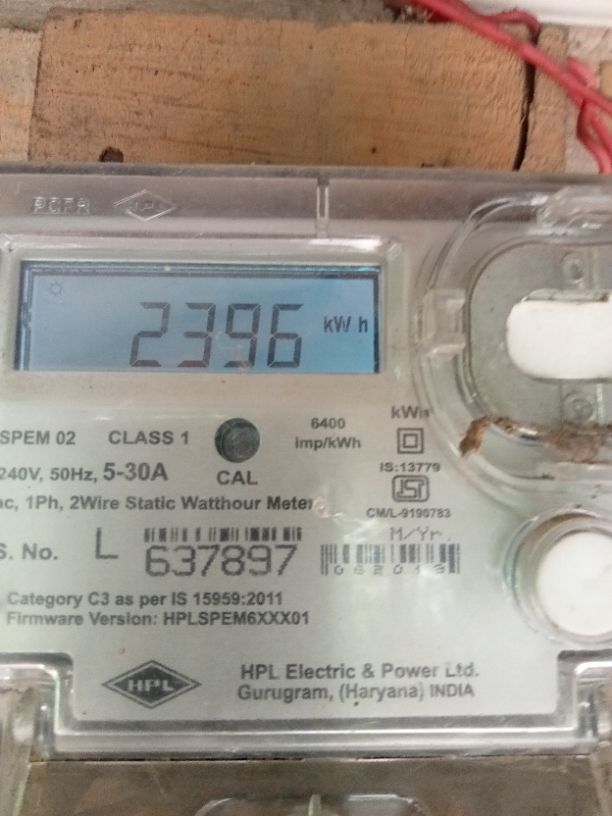 HPL
2396 kW h
SPEM 02 CLASS 1
6400 imp/kWh
240V, 50Hz, 5-30A
CAL
IS:13779
ac, 1Ph, 2Wire Static Watthour Meter
CM/L-9190783
M/Yr.
S. No. L 637897
Category C3 as per IS 15959:2011
Firmware Version: HPLSPEM6XXX01
HPL
HPL Electric & Power Ltd.
Gurugram, (Haryana) INDIA